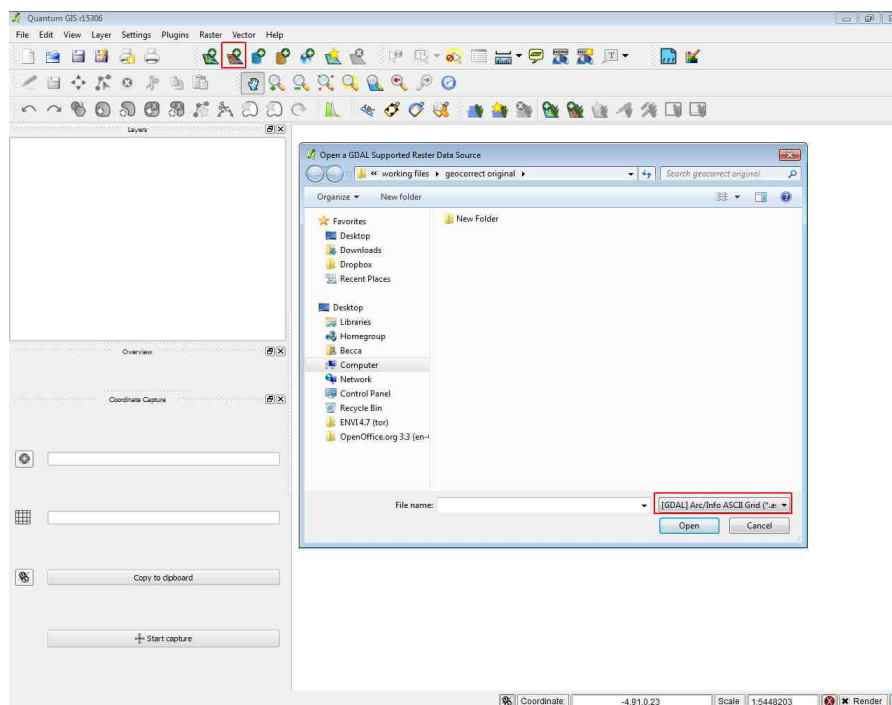 Quantum GIS r15306
File Edit View Layer Settings Plugins Raster Vector Help
Layers
Overview
Coordinate Capture
Copy to clipboard
Start capture
Open a GDAL Supported Raster Data Source
« working files ▸ geocorrect original ▸
Search geocorrect original
Organize New folder
Favorites
Desktop
Downloads
Dropbox
Recent Places
Desktop
Libraries
Homegroup
Becca
Computer
Network
Control Panel
Recycle Bin
ENVI 4.7 (tor)
OpenOffice.org 3.3 (en-
New Folder
File name:
[GDAL] Arc/Info ASCII Grid (*.a
Open Cancel
Coordinate: -4.91,0.23 Scale 1:5448203 Render